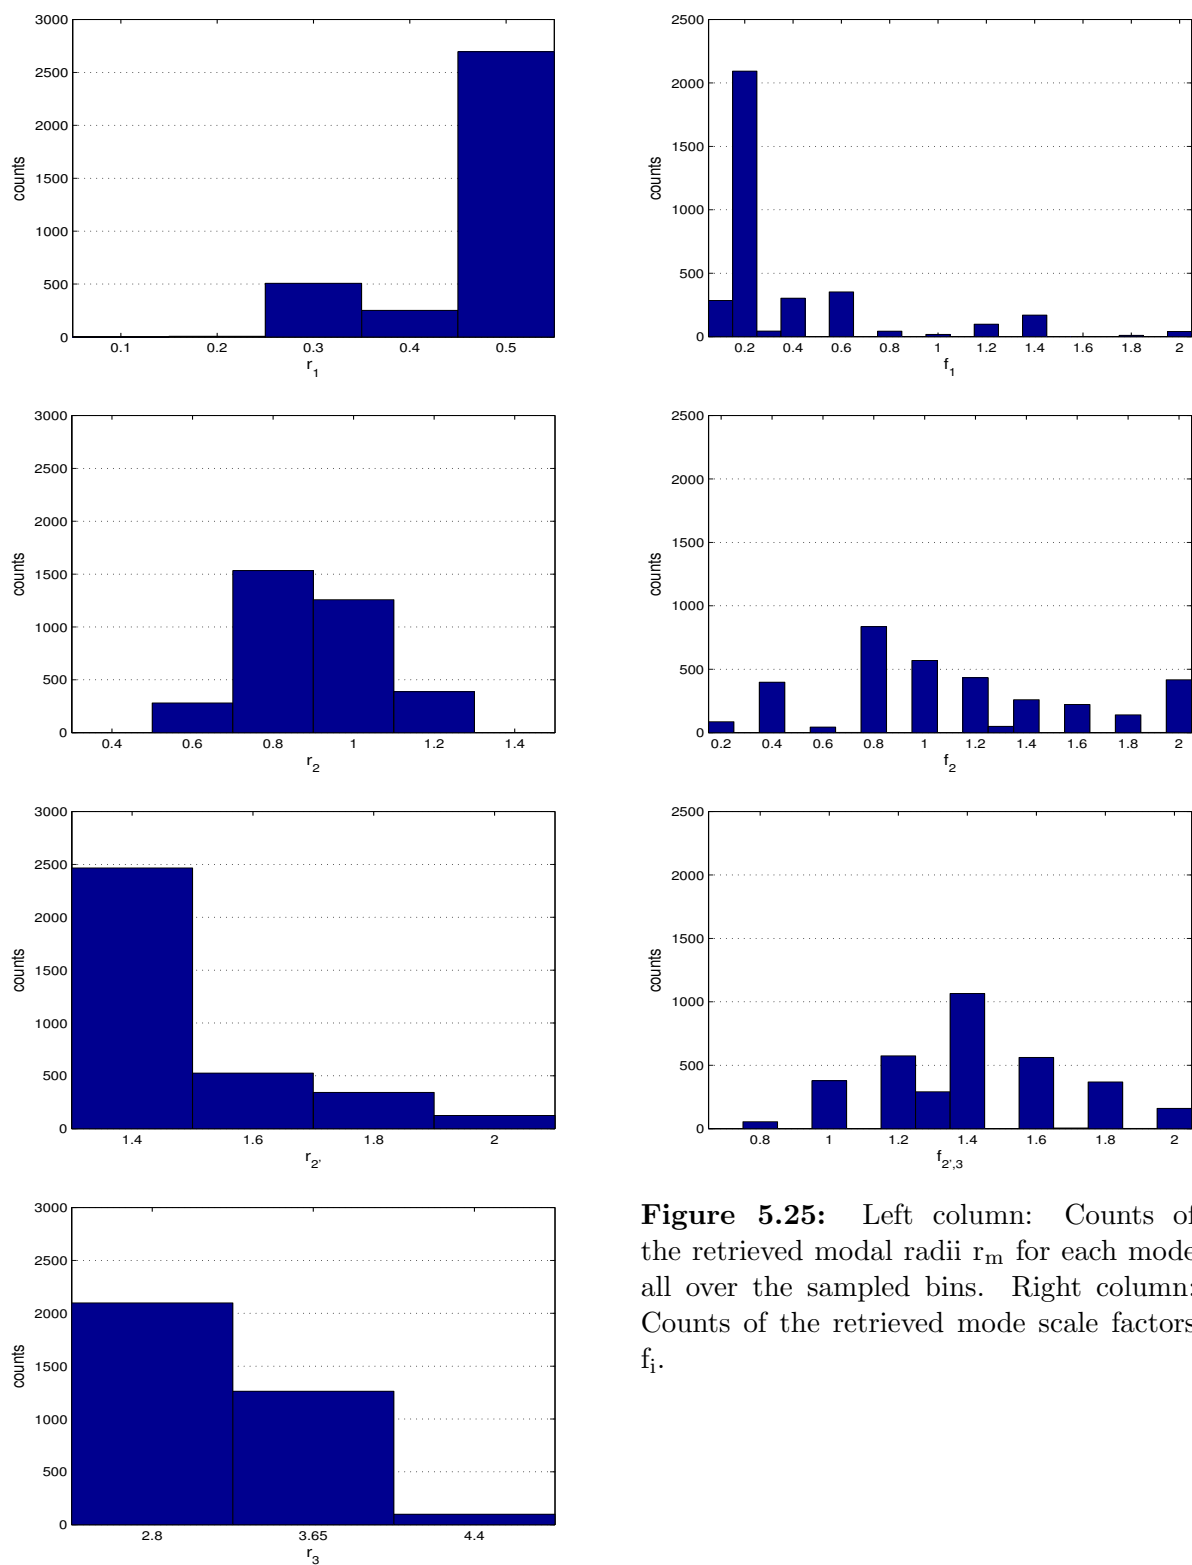 3000
2500
2000
1500
1000
500
0
counts
0.1 0.2 0.3 0.4 0.5
r1
2500
2000
1500
1000
500
0
counts
0.2 0.4 0.6 0.8 1 1.2 1.4 1.6 1.8 2
f1
3000
2500
2000
1500
1000
500
0
counts
0.4 0.6 0.8 1 1.2 1.4
r2
2500
2000
1500
1000
500
0
counts
0.2 0.4 0.6 0.8 1 1.2 1.4 1.6 1.8 2
f2
3000
2500
2000
1500
1000
500
0
counts
1.4 1.6 1.8 2
r2'
2500
2000
1500
1000
500
0
counts
0.8 1 1.2 1.4 1.6 1.8 2
f2',3
3000
2500
2000
1500
1000
500
0
counts
2.8 3.65 4.4
r3
Figure 5.25: Left column: Counts of
the retrieved modal radii rm for each mode
all over the sampled bins. Right column:
Counts of the retrieved mode scale factors
fi.